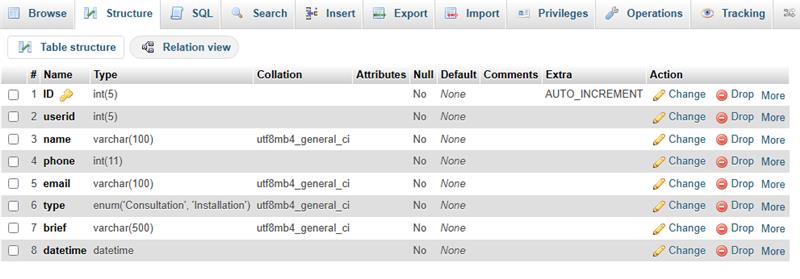 Browse Structure SQL Search Insert Export Import Privileges Operations Tracking
Table structure Relation view
# Name Type Collation Attributes Null Default Comments Extra Action
1 ID int(5) No None AUTO_INCREMENT Change Drop More
2 userid int(5) No None Change Drop More
3 name varchar(100) utf8mb4_general_ci No None Change Drop More
4 phone int(11) No None Change Drop More
5 email varchar(100) utf8mb4_general_ci No None Change Drop More
6 type enum('Consultation', 'Installation') utf8mb4_general_ci No None Change Drop More
7 brief varchar(500) utf8mb4_general_ci No None Change Drop More
8 datetime datetime No None Change Drop More